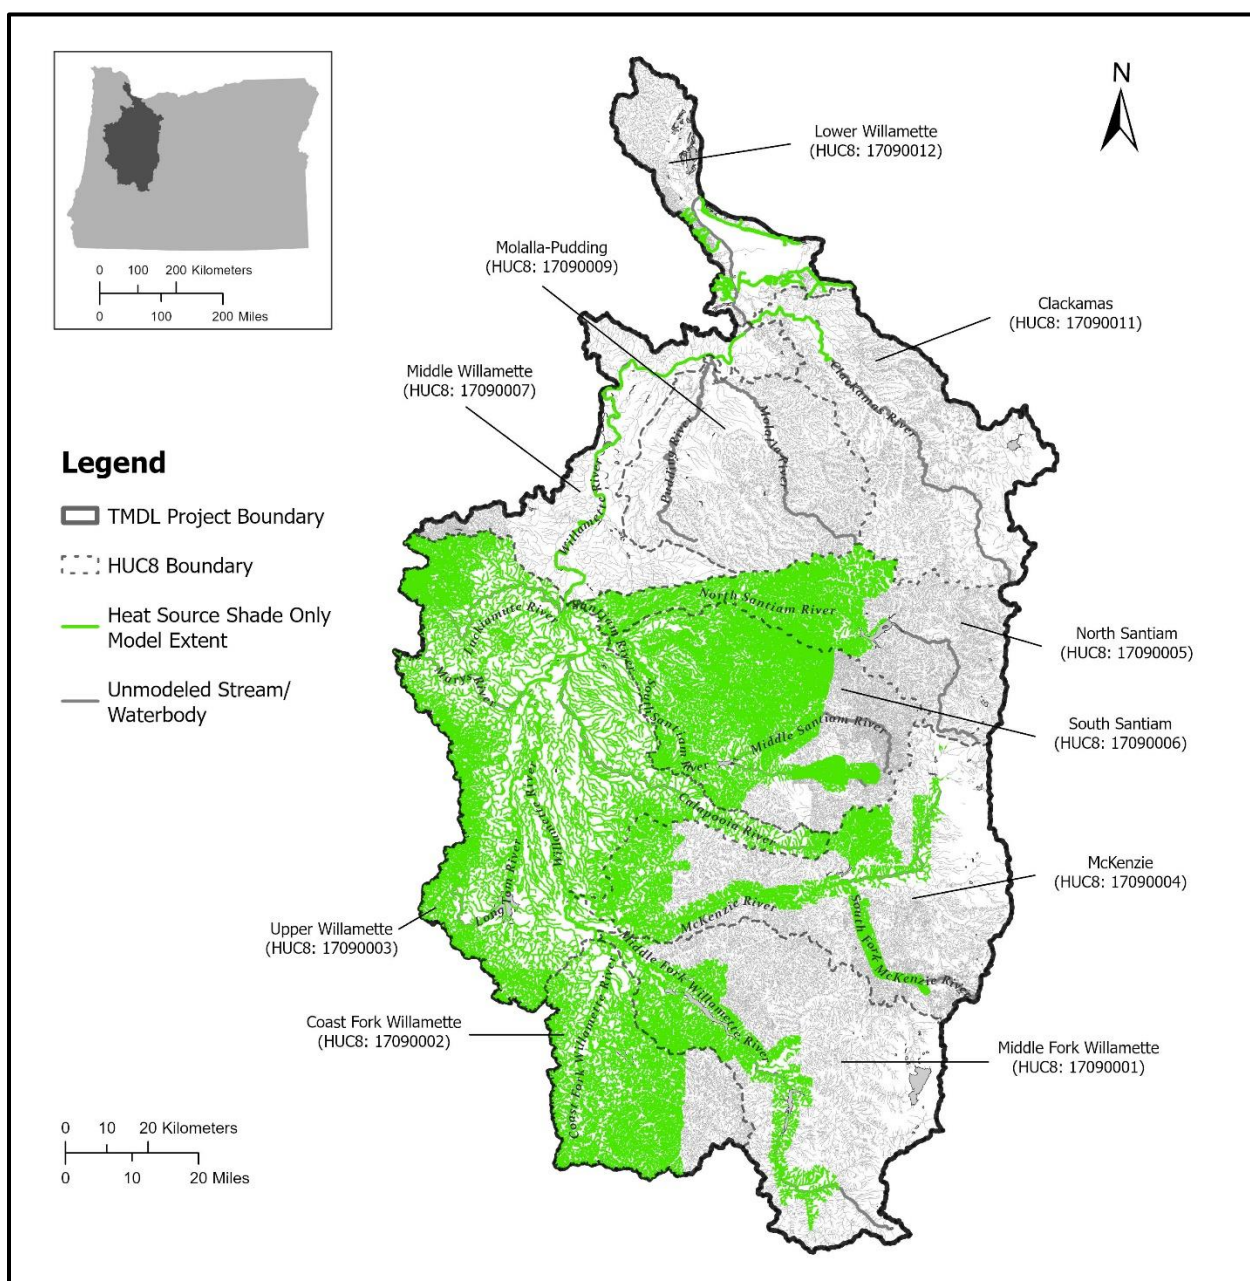 N
0 100 200 Kilometers
0 100 200 Miles
Lower Willamette
(HUC8: 17090012)
Molalla-Pudding
(HUC8: 17090009)
Clackamas
(HUC8: 17090011)
Middle Willamette
(HUC8: 17090007)
Clackamas River
Molalla River
Pudding River
Willamette River
Legend
TMDL Project Boundary
HUC8 Boundary
Heat Source Shade Only
Model Extent
Unmodeled Stream/
Waterbody
North Santiam River
Luckiamute River
Santiam River
North Santiam
(HUC8: 17090005)
Marys River
South Santiam River
Middle Santiam River
South Santiam
(HUC8: 17090006)
Calapooia River
Willamette River
Long Tom River
McKenzie
(HUC8: 17090004)
McKenzie River
South Fork McKenzie River
Upper Willamette
(HUC8: 17090003)
Middle Fork Willamette River
Coast Fork Willamette
(HUC8: 17090002)
Coast Fork Willamette River
Middle Fork Willamette
(HUC8: 17090001)
0 10 20 Kilometers
0 10 20 Miles